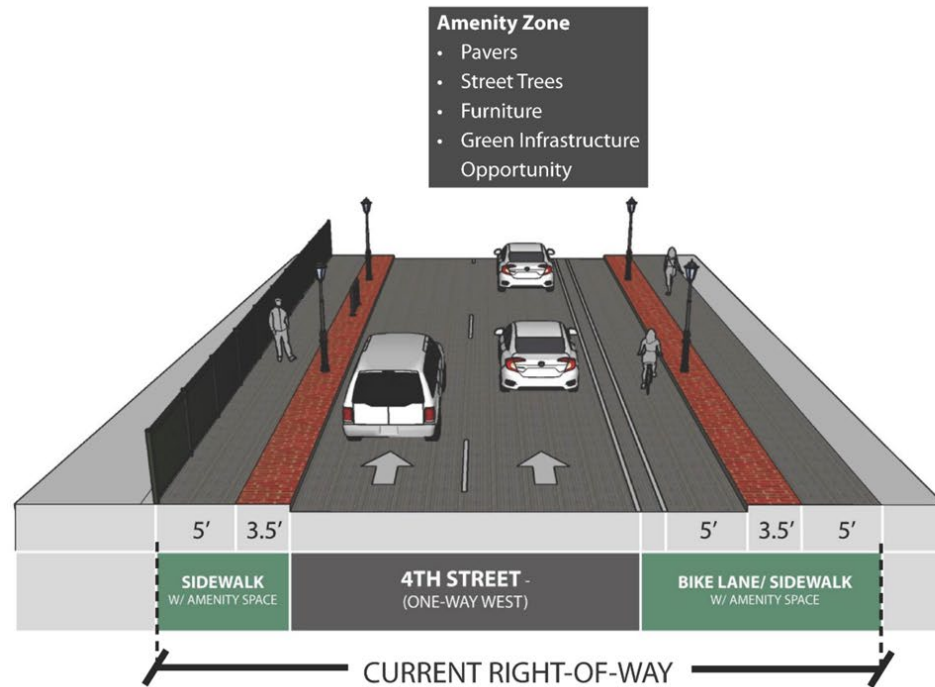 Amenity Zone
• Pavers
• Street Trees
• Furniture
• Green Infrastructure
Opportunity
5’ 3.5’ 5’ 3.5’ 5’
SIDEWALK
W/ AMENITY SPACE
4TH STREET -
(ONE-WAY WEST)
BIKE LANE/ SIDEWALK
W/ AMENITY SPACE
CURRENT RIGHT-OF-WAY